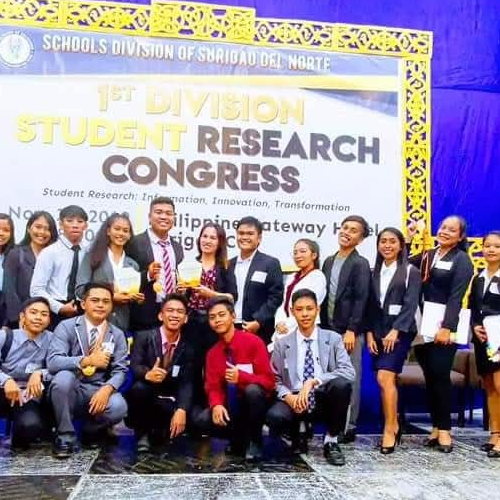 SCHOOLS DIVISION OF SURIGAO DEL NORTE
1ST DIVISION
STUDENT RESEARCH
CONGRESS
Student Research: Information, Innovation, Transformation